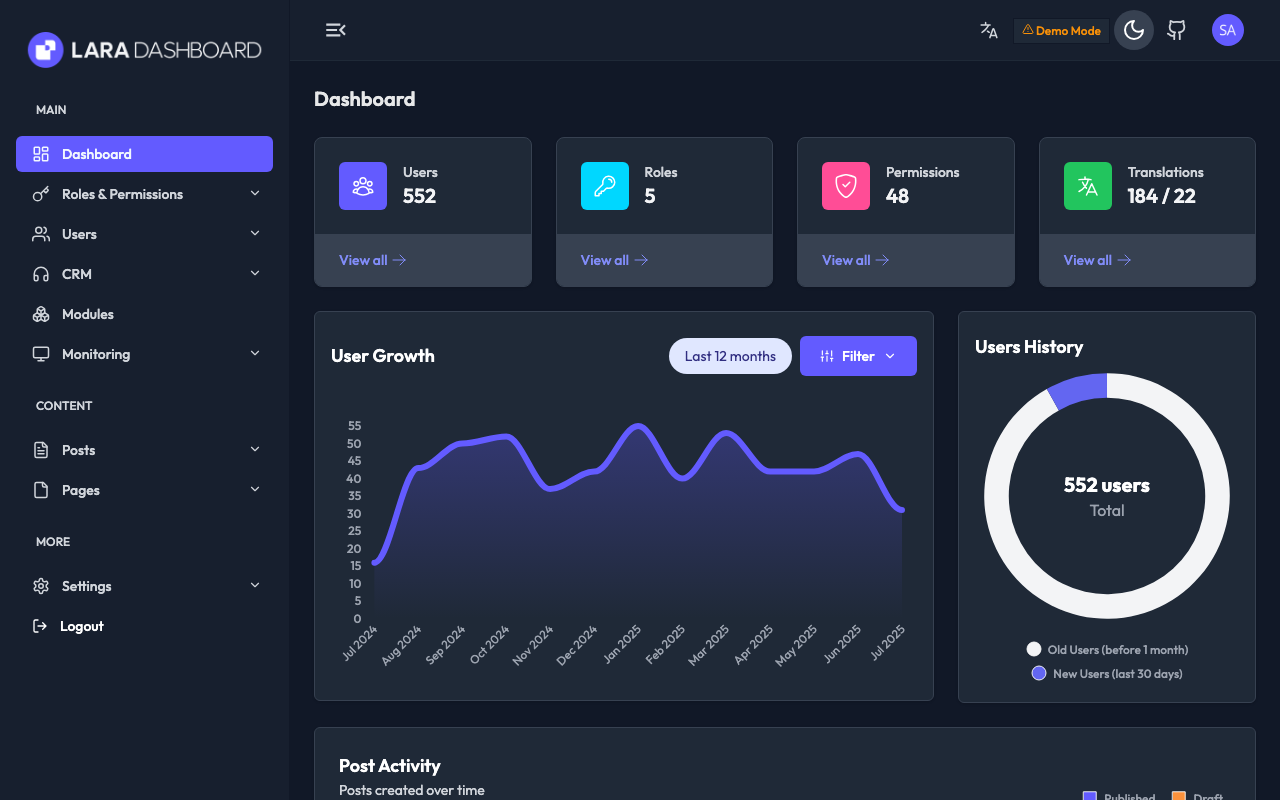 LARA DASHBOARD
MAIN
Dashboard
Roles & Permissions
Users
CRM
Modules
Monitoring
CONTENT
Posts
Pages
MORE
Settings
Logout
Demo Mode
SA
Dashboard
Users
552
View all
Roles
5
View all
Permissions
48
View all
Translations
184 / 22
View all
User Growth
Last 12 months
Filter
55
50
45
40
35
30
25
20
15
10
5
0
Jul 2024
Aug 2024
Sep 2024
Oct 2024
Nov 2024
Dec 2024
Jan 2025
Feb 2025
Mar 2025
Apr 2025
May 2025
Jun 2025
Jul 2025
Users History
552 users
Total
Old Users (before 1 month)
New Users (last 30 days)
Post Activity
Posts created over time
Published
Draft